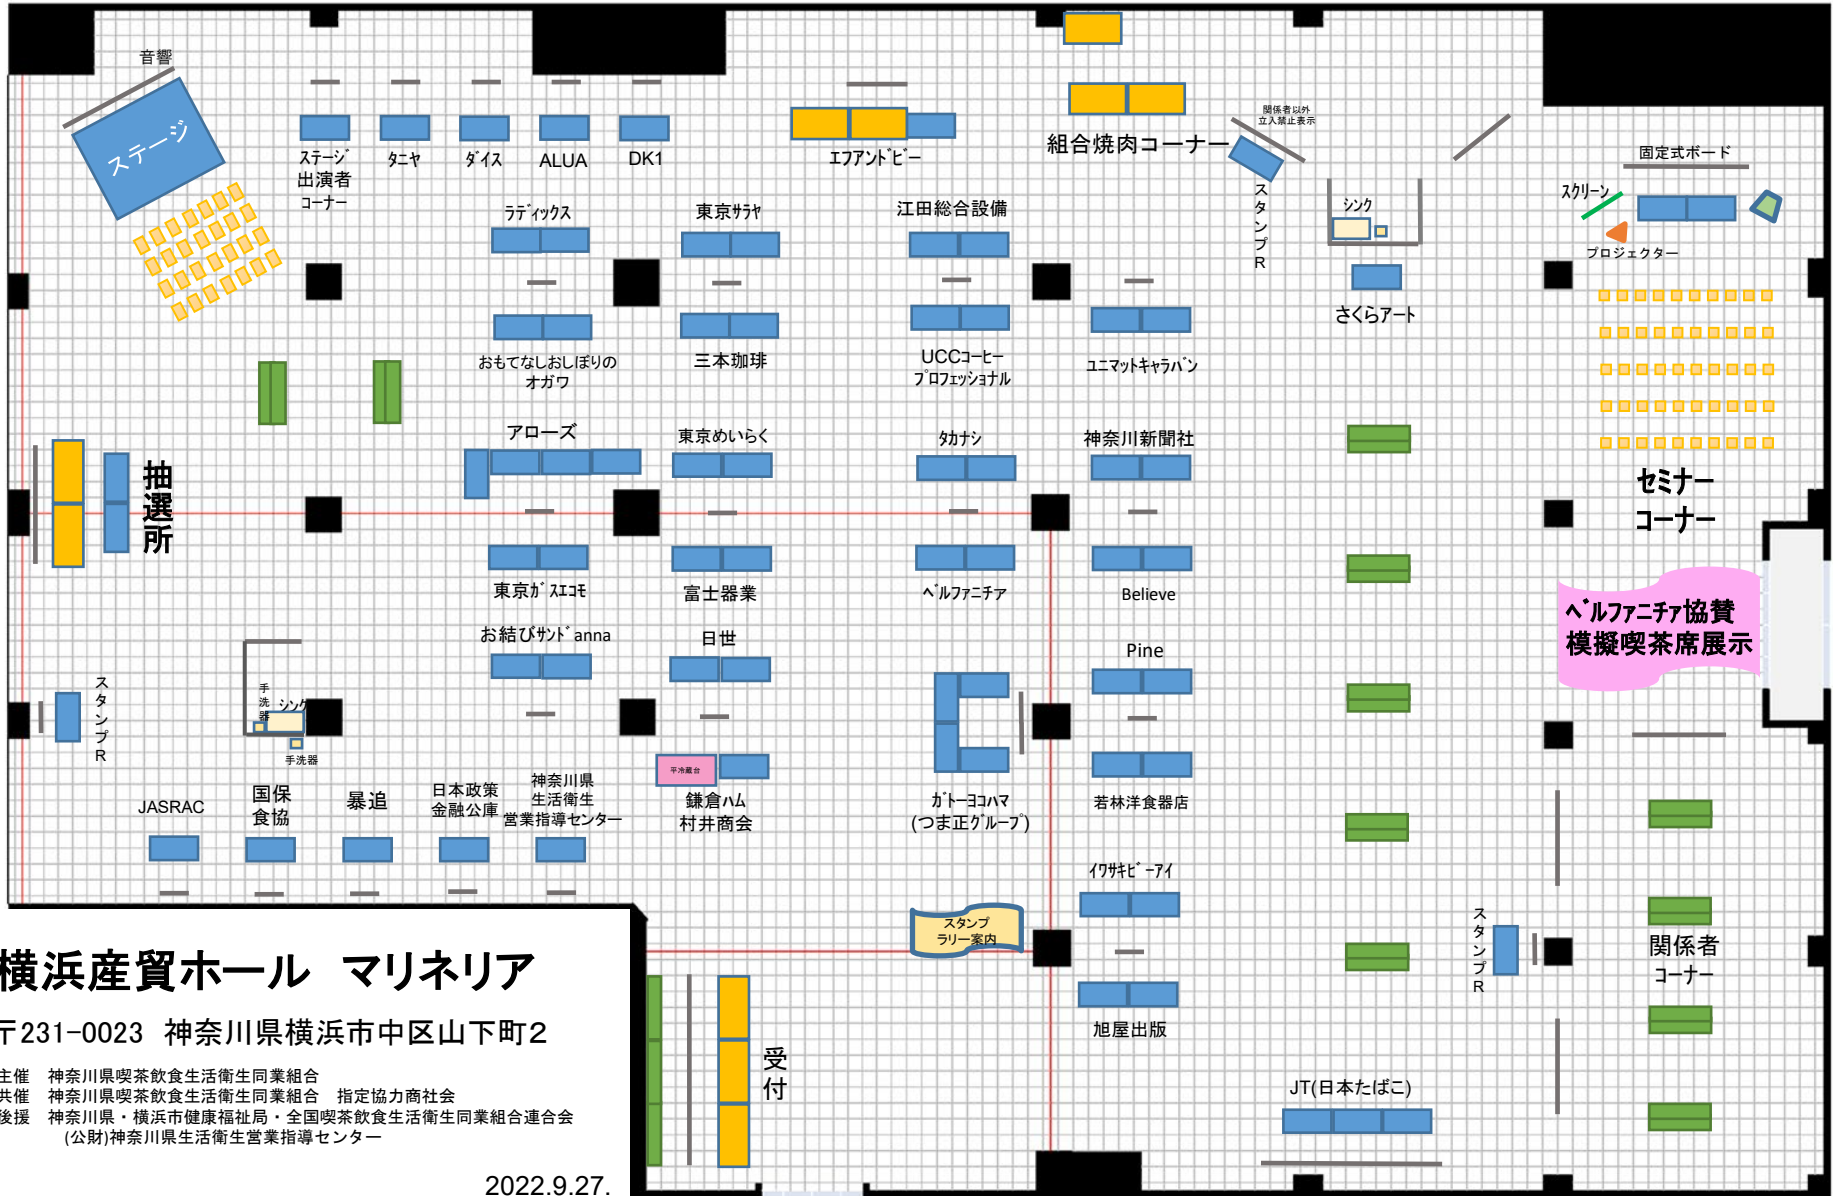 音響
ステージ
ステージ
出演者
コーナー
タニヤ
ダイス
ALUA
DK1
エフアンドビー
組合焼肉コーナー
関係者以外
立入禁止表示
スタンプR
シンク
さくらアート
固定式ボード
スクリーン
プロジェクター
ラディックス
東京サラヤ
江田総合設備
おもてなしおしぼりの
オガワ
三本珈琲
UCCコーヒー
プロフェッショナル
ユニマットキャラバン
抽選所
アローズ
東京めいらく
タカナシ
神奈川新聞社
セミナー
コーナー
東京ガスエコモ
富士器業
ベルファニチア
Believe
ベルファニチァ協賛
模擬喫茶席展示
お結びサンドanna
日世
Pine
スタンプR
手洗器
シンク
手洗器
平冷蔵台
鎌倉ハム
村井商会
ガトーヨコハマ
(つま正グループ)
若林洋食器店
JASRAC
国保
食協
暴追
日本政策
金融公庫
神奈川県
生活衛生
営業指導センター
イワサキビーアイ
スタンプ
ラリー案内
旭屋出版
スタンプR
関係者
コーナー
受付
JT(日本たばこ)
横浜産貿ホール マリネリア
〒231-0023 神奈川県横浜市中区山下町2
主催 神奈川県喫茶飲食生活衛生同業組合
共催 神奈川県喫茶飲食生活衛生同業組合 指定協力商社会
後援 神奈川県・横浜市健康福祉局・全国喫茶飲食生活衛生同業組合連合会
(公財)神奈川県生活衛生営業指導センター
2022.9.27.